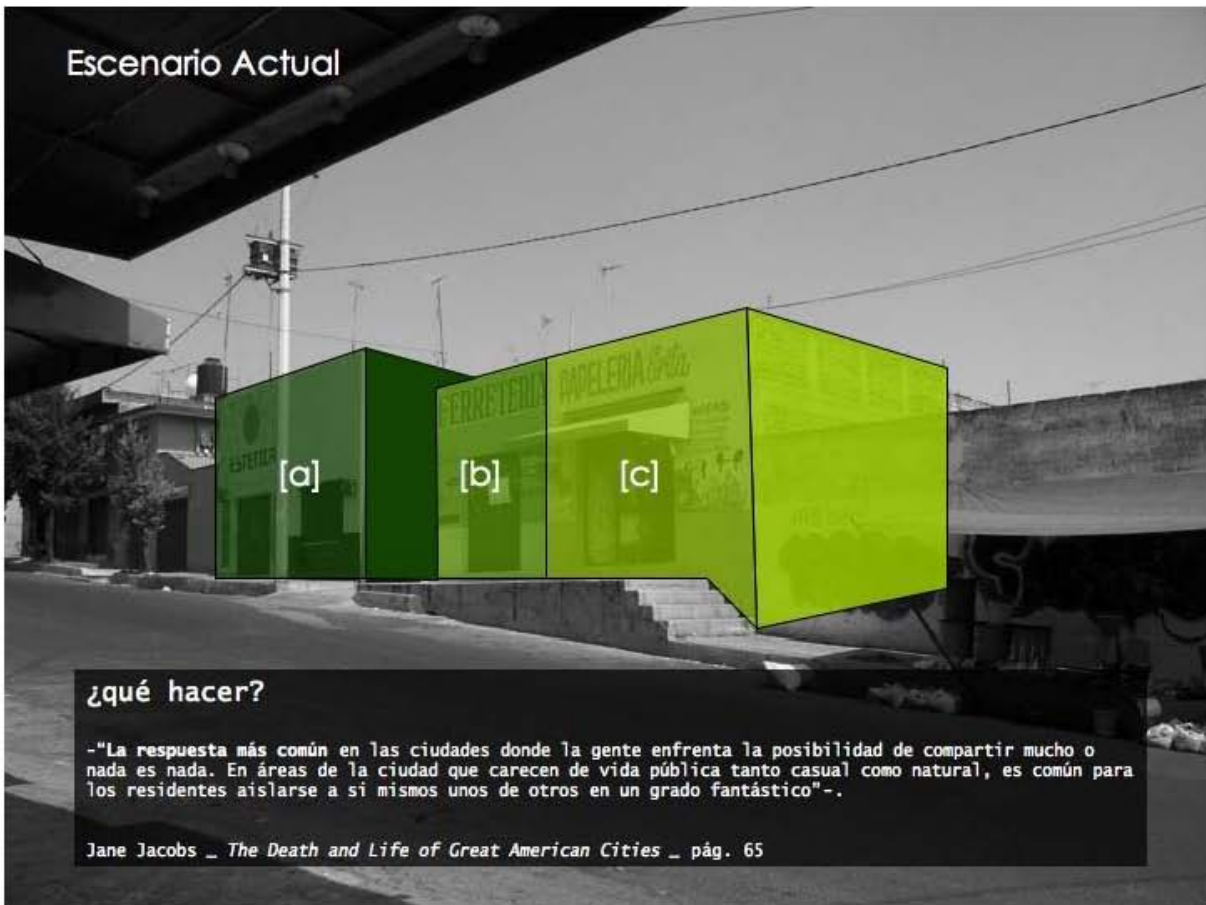 Escenario Actual
ESTETICA
FERRETERIA
PAPELERIA
[a]
[b]
[c]
¿qué hacer?
-"La respuesta más común en las ciudades donde la gente enfrenta la posibilidad de compartir mucho o
nada es nada. En áreas de la ciudad que carecen de vida pública tanto casual como natural, es común para
los residentes aislarse a si mismos unos de otros en un grado fantástico"-.
Jane Jacobs _ The Death and Life of Great American Cities _ pág. 65